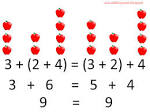 3 + (2 + 4) = (3 + 2) + 4
3 + 6 = 5 + 4
9 = 9